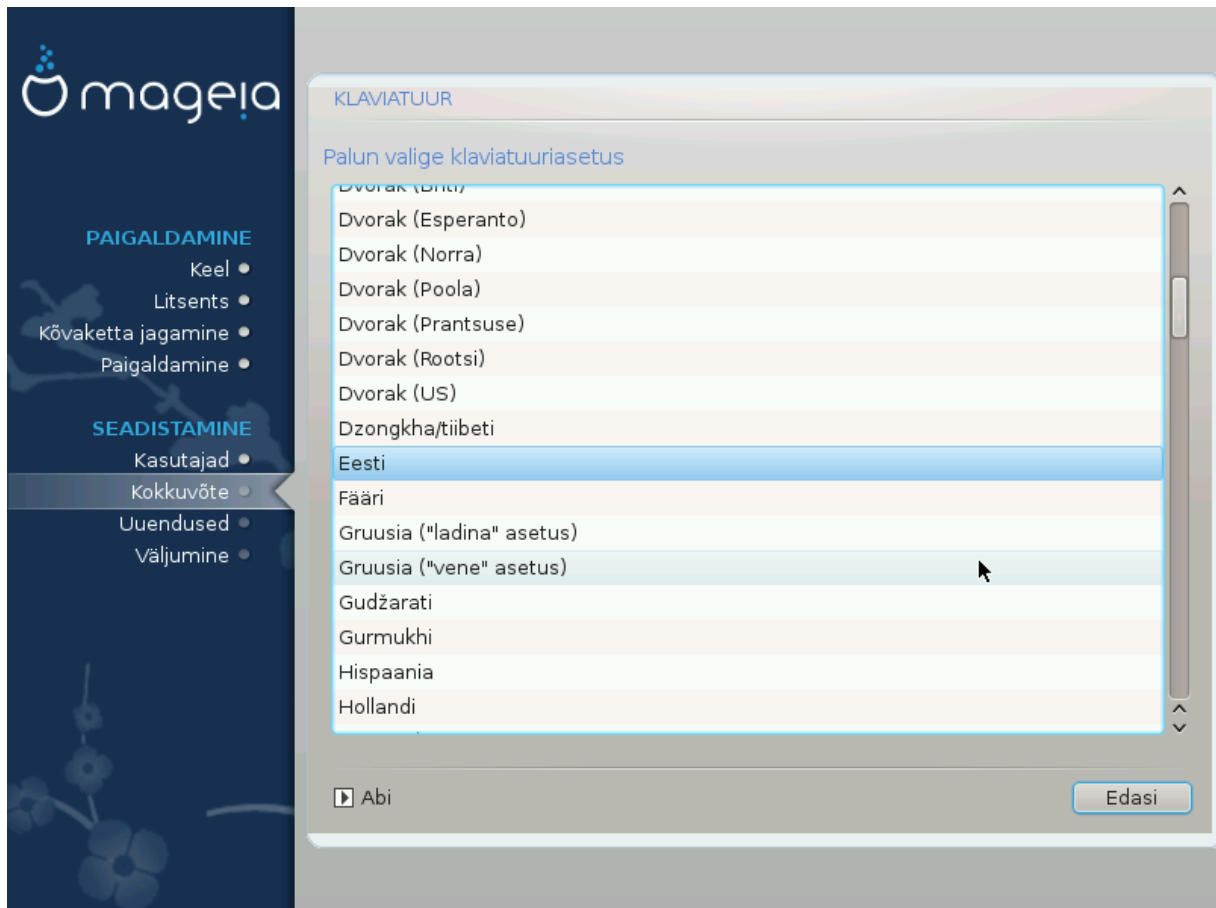 mageia
PAIGALDAMINE
Keel
Litsents
Kõvaketta jagamine
Paigaldamine
SEADISTAMINE
Kasutajad
Kokkuvõte
Uuendused
Väljumine
KLAVIATUUR
Palun valige klaviatuuriasetus
Dvorak (Briti)
Dvorak (Esperanto)
Dvorak (Norra)
Dvorak (Poola)
Dvorak (Prantsuse)
Dvorak (Rootsi)
Dvorak (US)
Dzongkha/tiibeti
Eesti
Fääri
Gruusia ("ladina" asetus)
Gruusia ("vene" asetus)
Gudžarati
Gurmukhi
Hispaania
Hollandi
Abi
Edasi